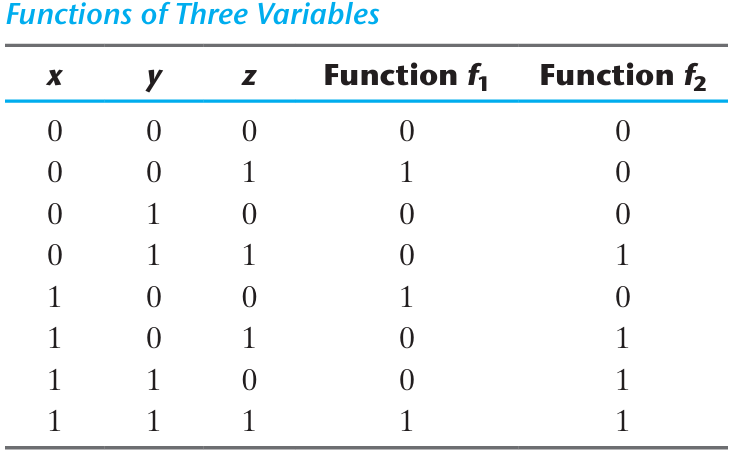 Functions of Three Variables
x y z Function f1 Function f2
0 0 0 0 0
0 0 1 1 0
0 1 0 0 0
0 1 1 0 1
1 0 0 1 0
1 0 1 0 1
1 1 0 0 1
1 1 1 1 1